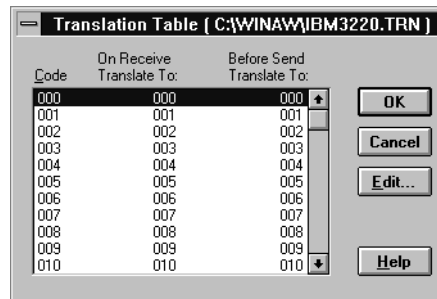 Translation Table ( C:\WINAW\IBM3220.TRN )
On Receive Before Send
Code Translate To: Translate To:
000 000 000
001 001 001
002 002 002
003 003 003
004 004 004
005 005 005
006 006 006
007 007 007
008 008 008
009 009 009
010 010 010
OK
Cancel
Edit...
Help